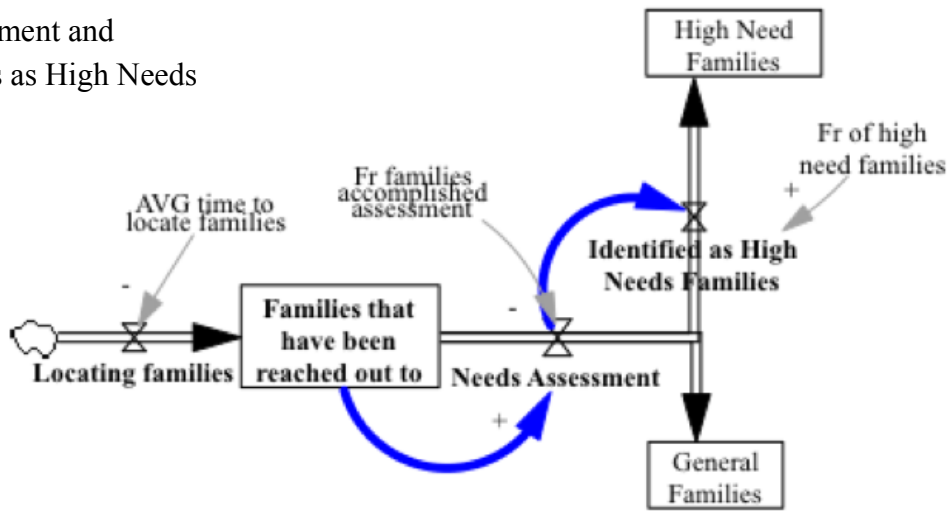 ment and
s as High Needs
High Need
Families
Fr of high
need families
+
Fr families
accomplished
assessment
AVG time to
locate families
Identified as High
Needs Families
-
-
Families that
have been
reached out to
Locating families
Needs Assessment
+
General
Families